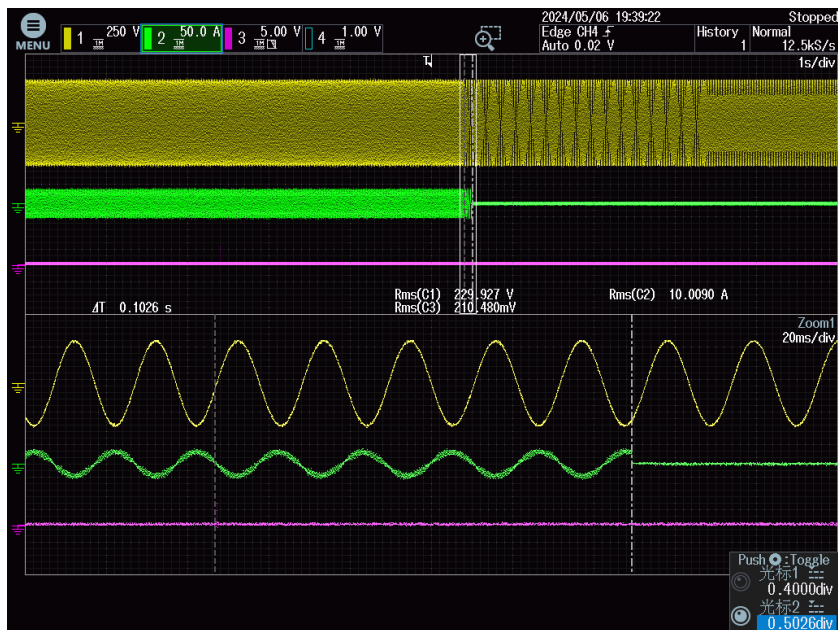 2024/05/06 19:39:22 Stopped
MENU 1 250 V 2 50.0 A 3 5.00 V 4 1.00 V Edge CH4 History Normal
Auto 0.02 V 1 12.5kS/s
1s/div
T
Rms(C1) 229.927 V Rms(C2) 10.0090 A
ΔT 0.1026 s Rms(C3) 210.480mV
Zoom1
20ms/div
Push :Toggle
光标1
0.4000div
光标2
0.5026div